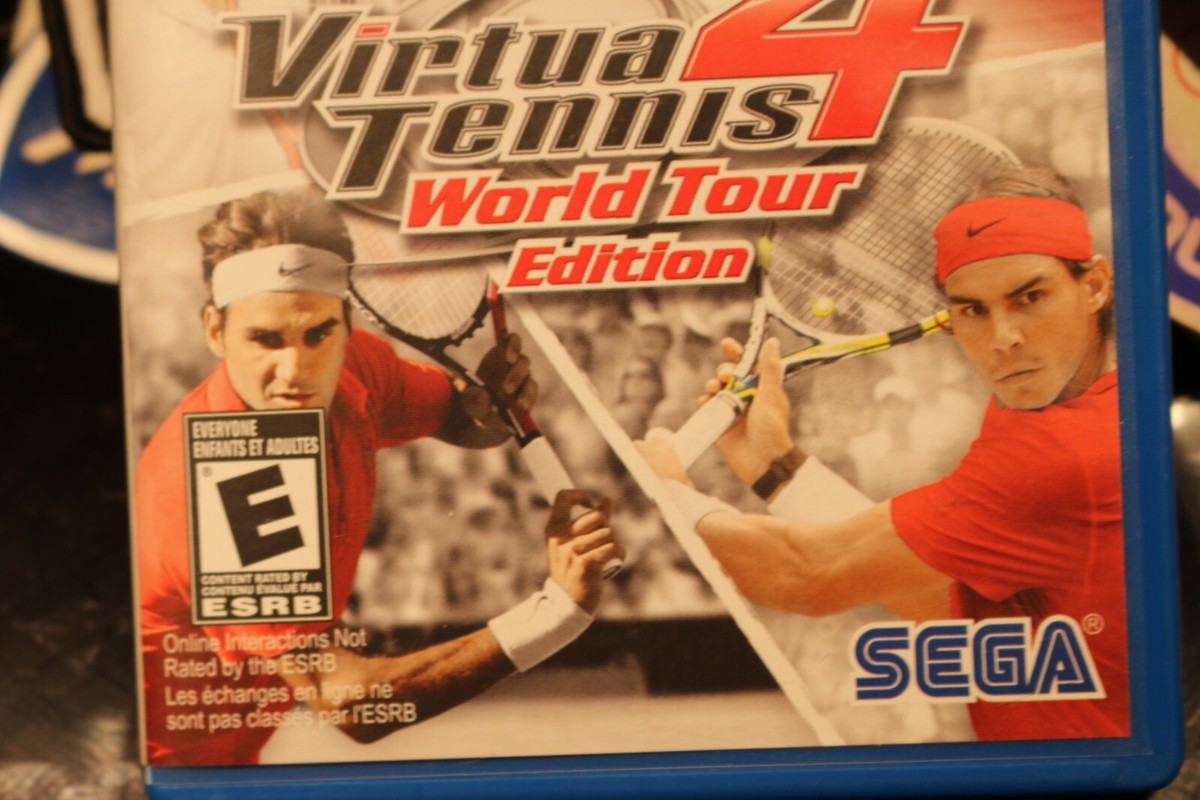 Virtua
Tennis 4
World Tour
Edition
EVERYONE
ENFANTS ET ADULTES
E
CONTENT RATED BY
CONTENU ÉVALUÉ PAR
ESRB
Online Interactions Not
Rated by the ESRB
Les échanges en ligne ne
sont pas classés par l'ESRB
SEGA®